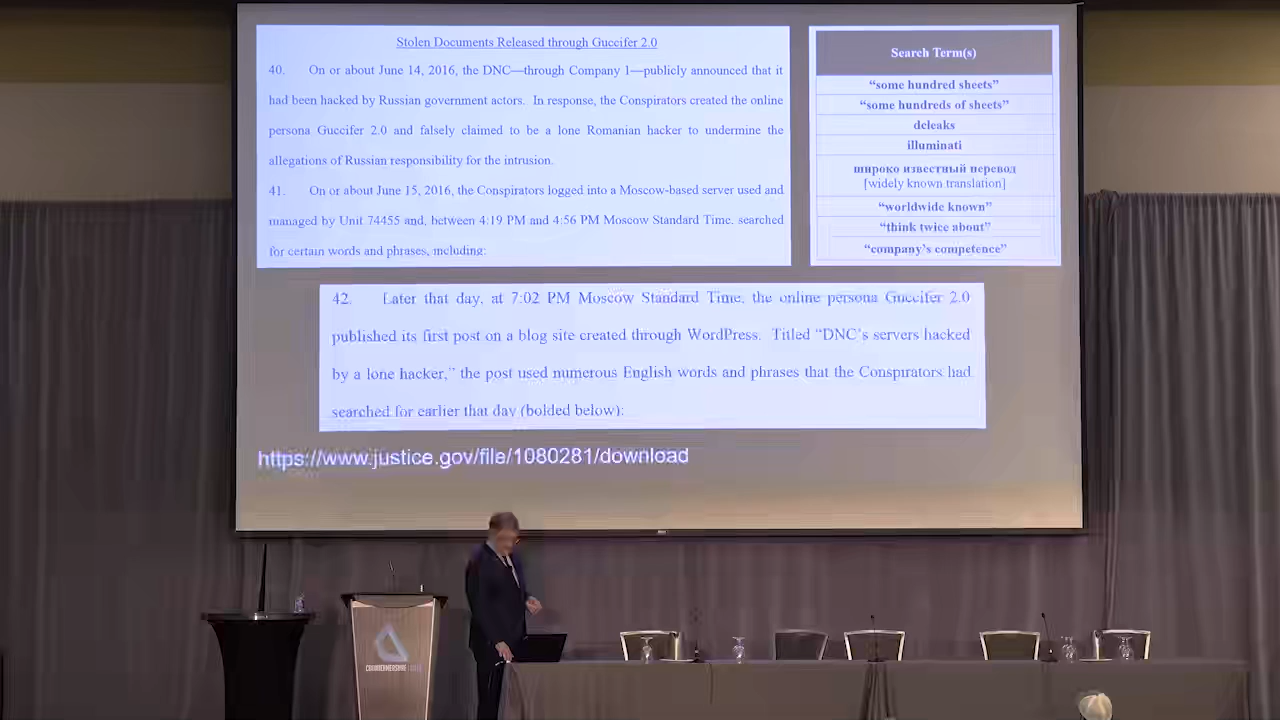 Stolen Documents Released through Guccifer 2.0
40. On or about June 14, 2016, the DNC—through Company 1—publicly announced that it
had been hacked by Russian government actors. In response, the Conspirators created the online
persona Guccifer 2.0 and falsely claimed to be a lone Romanian hacker to undermine the
allegations of Russian responsibility for the intrusion.
41. On or about June 15, 2016, the Conspirators logged into a Moscow-based server used and
managed by Unit 74455 and, between 4:19 PM and 4:56 PM Moscow Standard Time, searched
for certain words and phrases, including:
Search Term(s)
“some hundred sheets”
“some hundreds of sheets”
dcleaks
illuminati
широко известный перевод
[widely known translation]
“worldwide known”
“think twice about”
“company’s competence”
42. Later that day, at 7:02 PM Moscow Standard Time, the online persona Guccifer 2.0
published its first post on a blog site created through WordPress. Titled “DNC’s servers hacked
by a lone hacker,” the post used numerous English words and phrases that the Conspirators had
searched for earlier that day (bolded below):
https://www.justice.gov/file/1080281/download